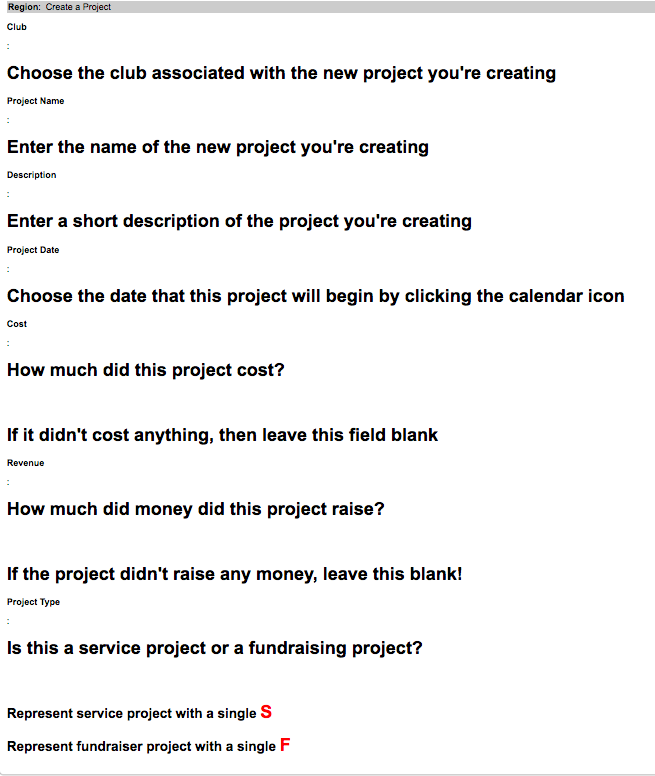 Region: Create a Project
Club
:
Choose the club associated with the new project you're creating
Project Name
:
Enter the name of the new project you're creating
Description
:
Enter a short description of the project you're creating
Project Date
:
Choose the date that this project will begin by clicking the calendar icon
Cost
:
How much did this project cost?
If it didn't cost anything, then leave this field blank
Revenue
:
How much did money did this project raise?
If the project didn't raise any money, leave this blank!
Project Type
:
Is this a service project or a fundraising project?
Represent service project with a single S
Represent fundraiser project with a single F